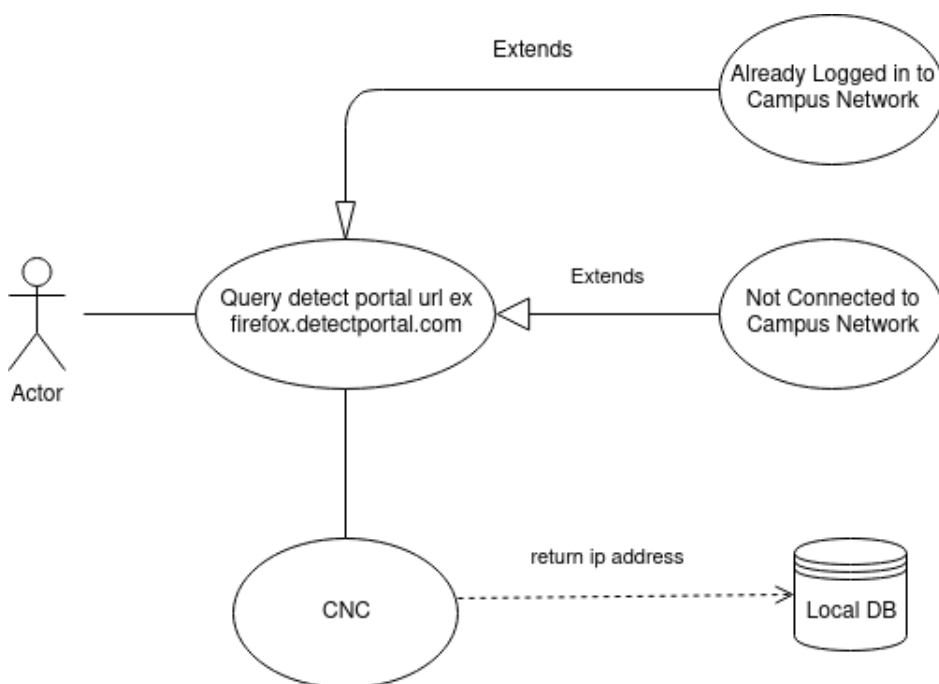 Extends
Already Logged in to
Campus Network
Query detect portal url ex
firefox.detectportal.com
Extends
Not Connected to
Campus Network
Actor
CNC
return ip address
Local DB